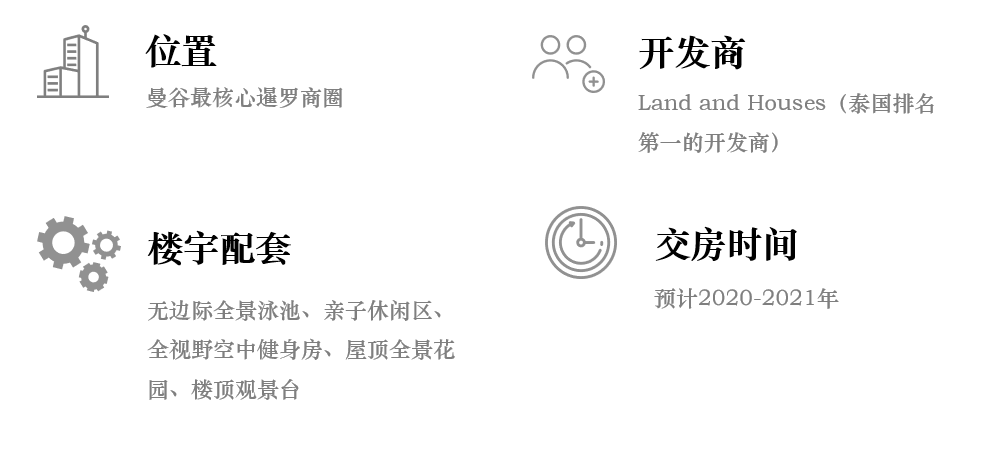 位置
曼谷最核心暹罗商圈
开发商
Land and Houses（泰国排名
第一的开发商）
楼宇配套
无边际全景泳池、亲子休闲区、
全视野空中健身房、屋顶全景花
园、楼顶观景台
交房时间
预计2020-2021年